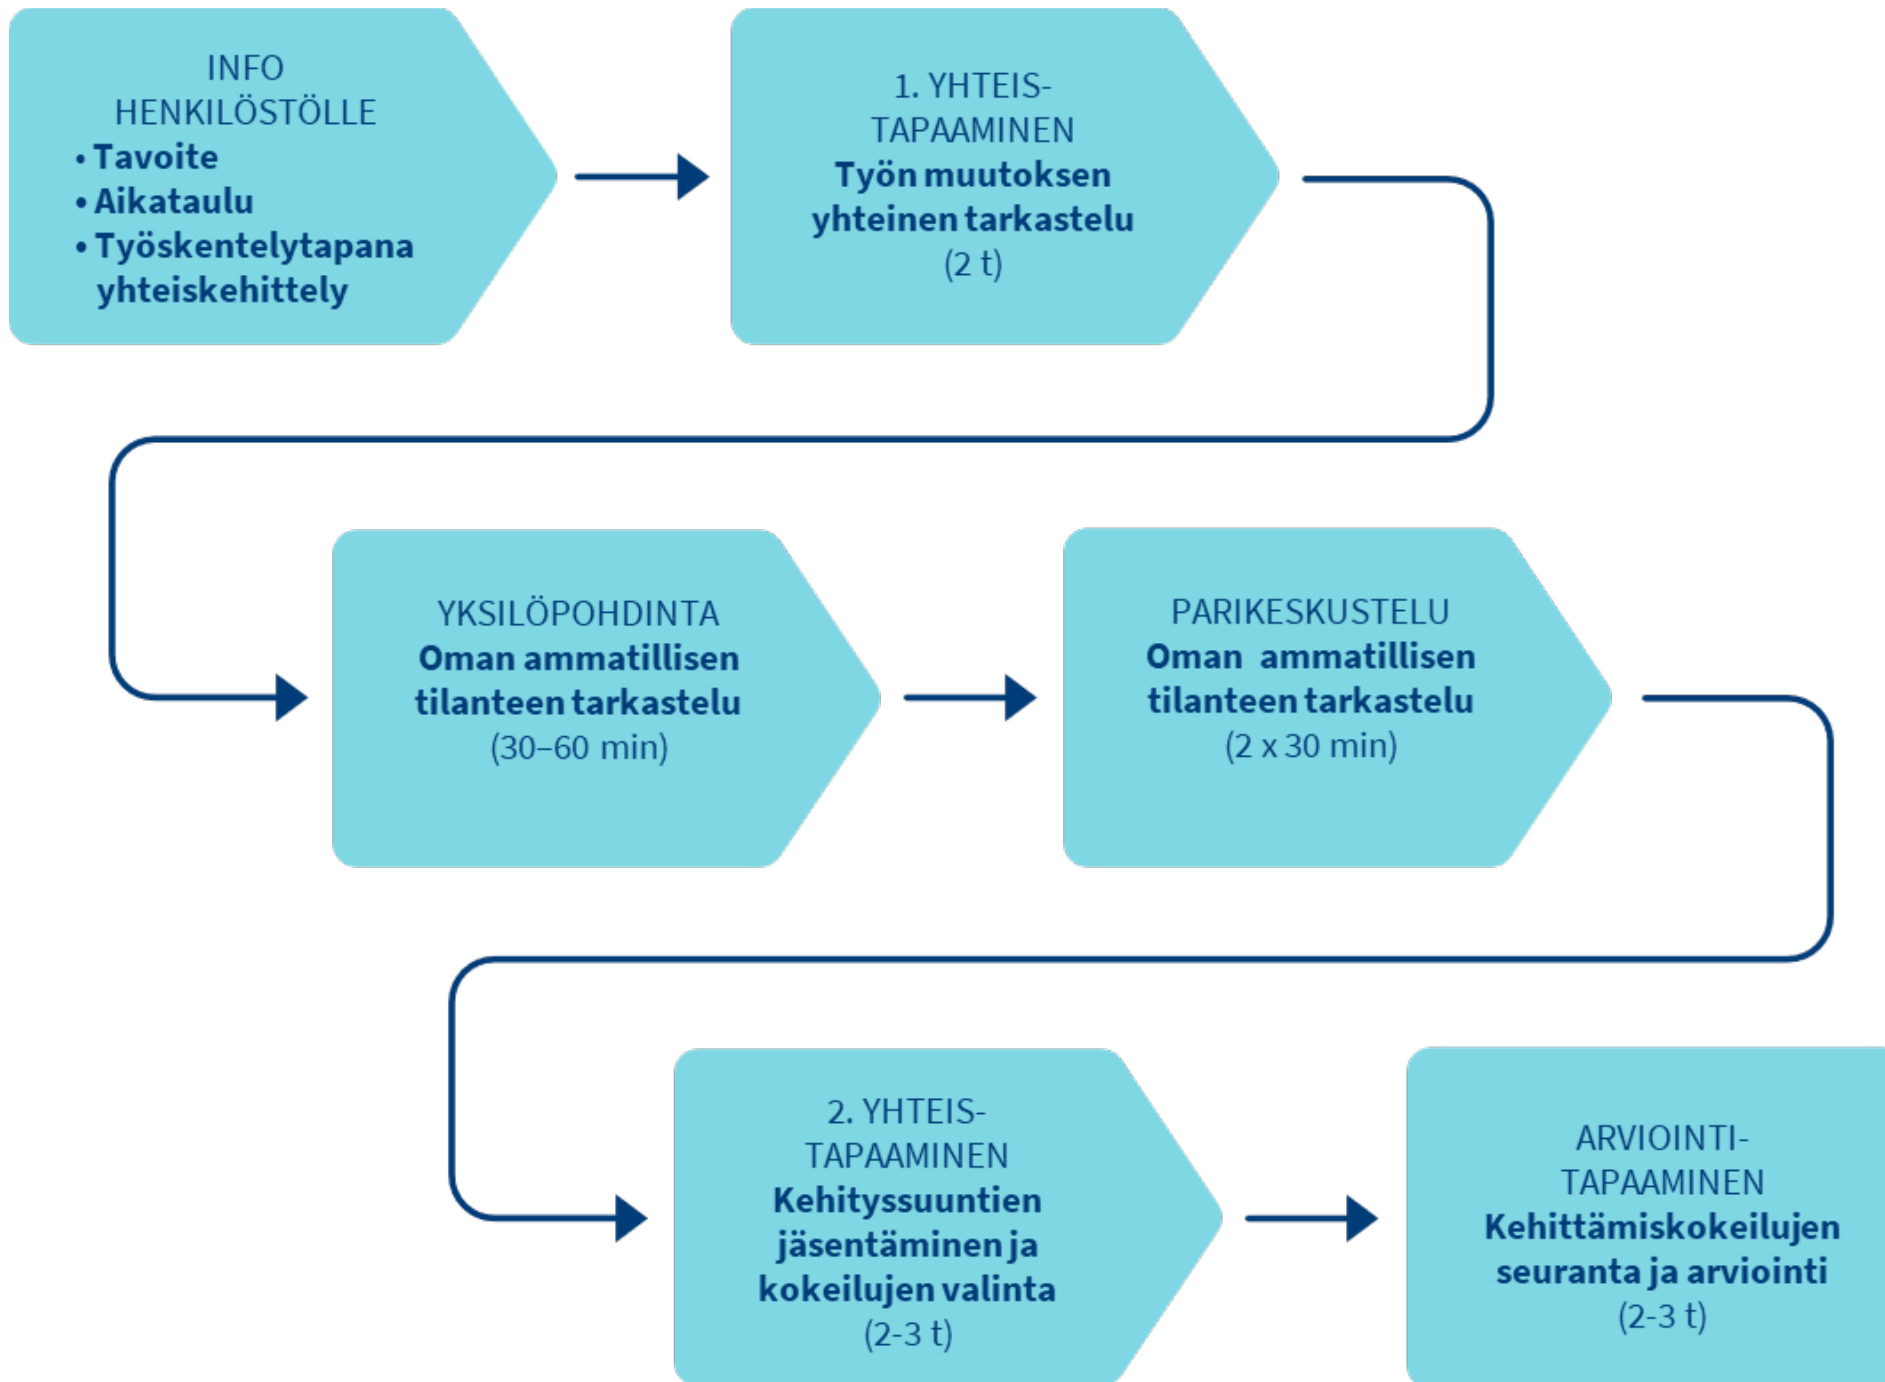 INFO
HENKILÖSTÖLLE
• Tavoite
• Aikataulu
• Työskentelytapana
yhteiskehittely
1. YHTEIS-
TAPAAMINEN
Työn muutoksen
yhteinen tarkastelu
(2 t)
YKSILÖPOHDINTA
Oman ammatillisen
tilanteen tarkastelu
(30–60 min)
PARIKESKUSTELU
Oman ammatillisen
tilanteen tarkastelu
(2 x 30 min)
2. YHTEIS-
TAPAAMINEN
Kehityssuuntien
jäsentäminen ja
kokeilujen valinta
(2-3 t)
ARVIOINTI-
TAPAAMINEN
Kehittämiskokeilujen
seuranta ja arviointi
(2-3 t)